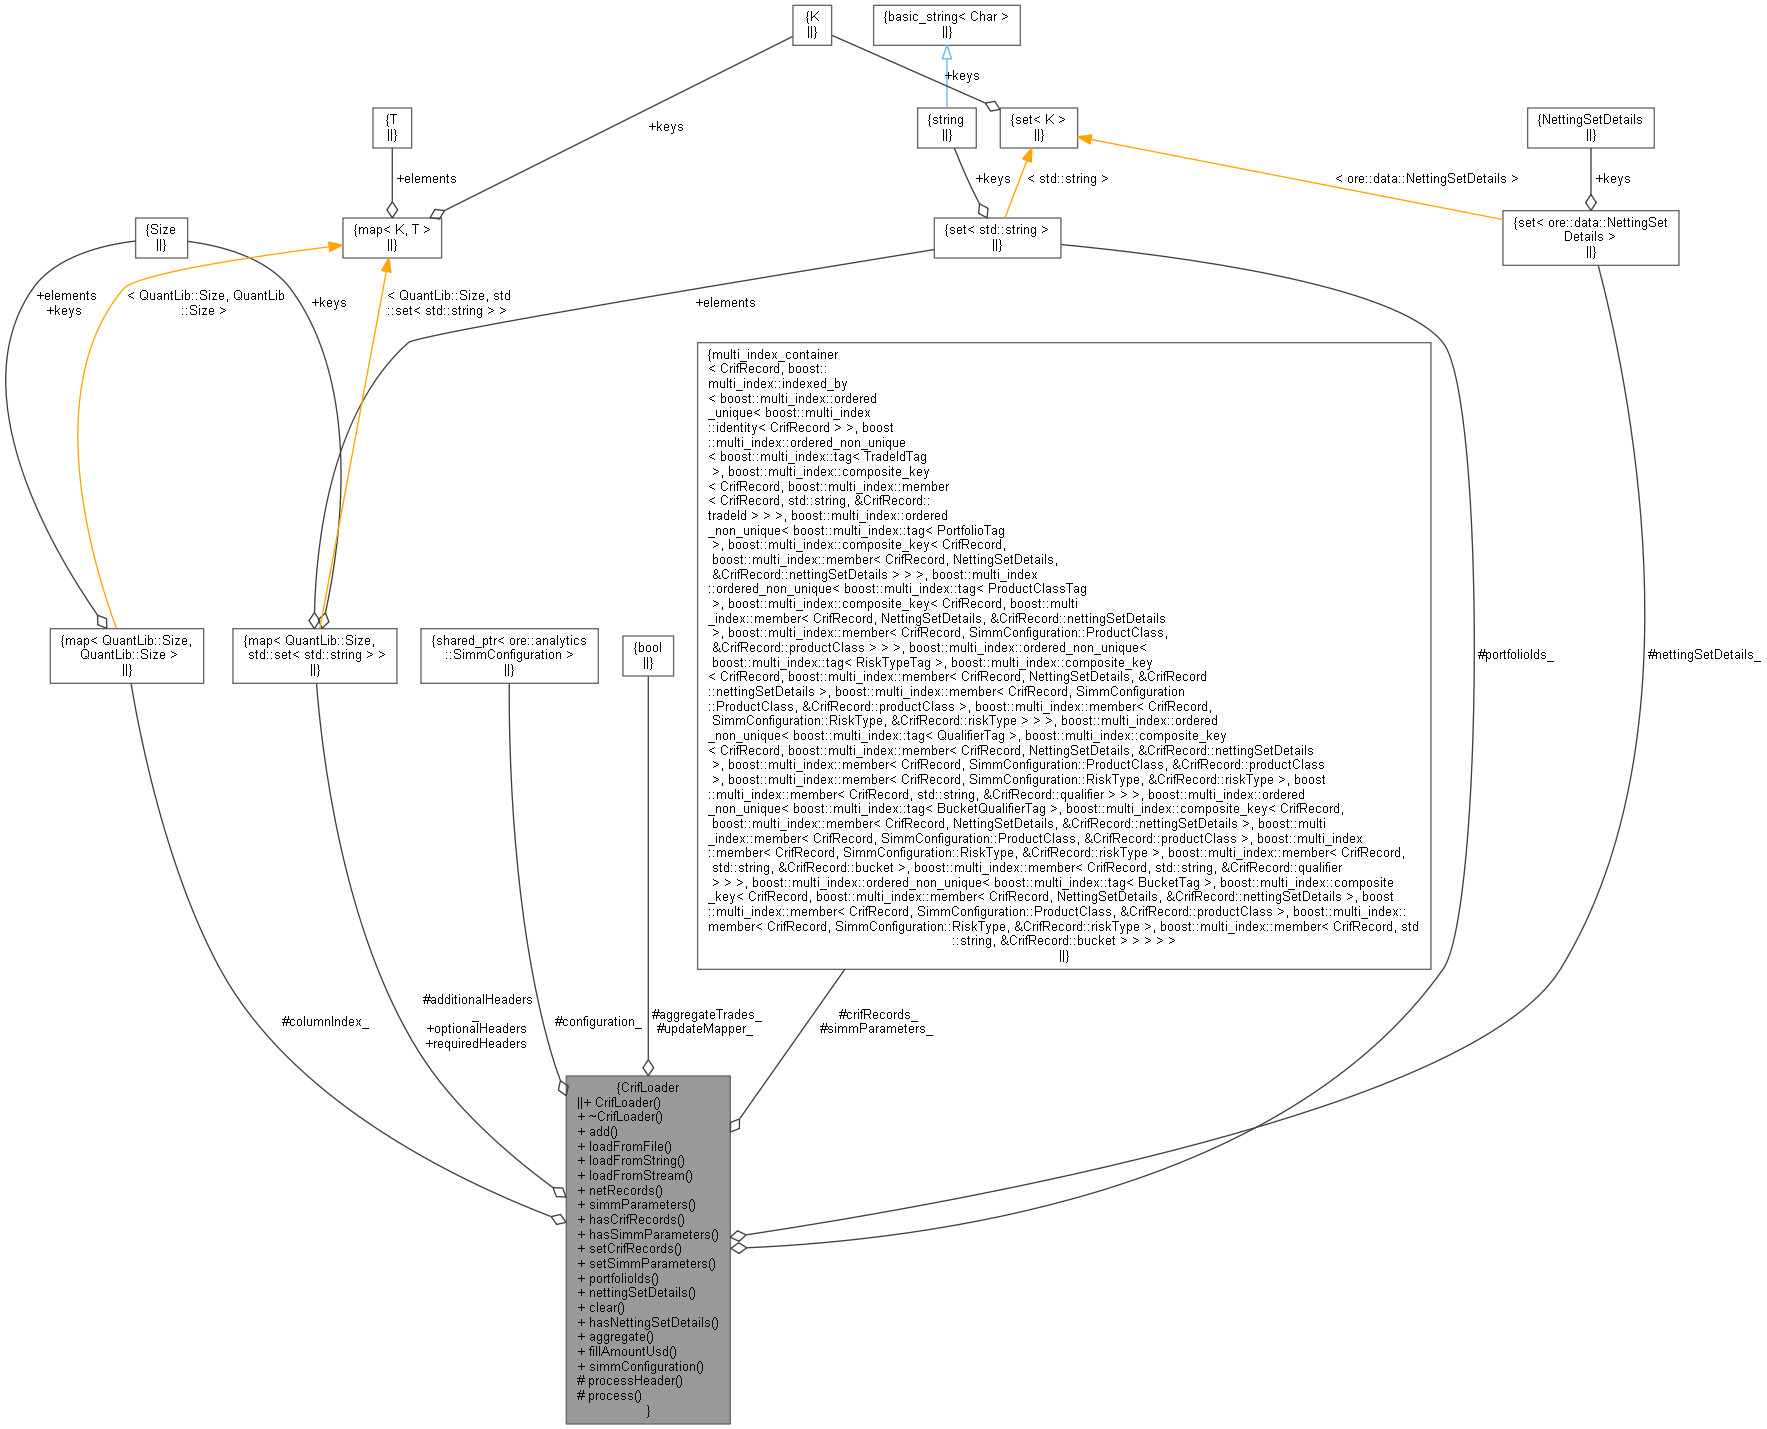 {K
||}
{basic_string< Char >
||}
+keys
{T
||}
+keys
{string
||}
{set< K >
||}
{NettingSetDetails
||}
+elements
+keys
< std::string >
< ore::data::NettingSetDetails >
+keys
{Size
||}
{map< K, T >
||}
{set< std::string >
||}
{set< ore::data::NettingSet
Details >
||}
+elements
+keys
< QuantLib::Size, QuantLib
::Size >
+keys
< QuantLib::Size, std
::set< std::string > >
+elements
{multi_index_container
< CrifRecord, boost::
multi_index::indexed_by
< boost::multi_index::ordered
_unique< boost::multi_index
::identity< CrifRecord > >, boost
::multi_index::ordered_non_unique
< boost::multi_index::tag< TradeIdTag
>, boost::multi_index::composite_key
< CrifRecord, boost::multi_index::member
< CrifRecord, std::string, &CrifRecord::
tradeId > > >, boost::multi_index::ordered
_non_unique< boost::multi_index::tag< PortfolioTag
>, boost::multi_index::composite_key< CrifRecord,
boost::multi_index::member< CrifRecord, NettingSetDetails,
&CrifRecord::nettingSetDetails > > >, boost::multi_index
::ordered_non_unique< boost::multi_index::tag< ProductClassTag
>, boost::multi_index::composite_key< CrifRecord, boost::multi
_index::member< CrifRecord, NettingSetDetails, &CrifRecord::nettingSetDetails
>, boost::multi_index::member< CrifRecord, SimmConfiguration::ProductClass,
&CrifRecord::productClass > > >, boost::multi_index::ordered_non_unique<
boost::multi_index::tag< RiskTypeTag >, boost::multi_index::composite_key
< CrifRecord, boost::multi_index::member< CrifRecord, NettingSetDetails, &CrifRecord
::nettingSetDetails >, boost::multi_index::member< CrifRecord, SimmConfiguration
::ProductClass, &CrifRecord::productClass >, boost::multi_index::member< CrifRecord,
SimmConfiguration::RiskType, &CrifRecord::riskType > > >, boost::multi_index::ordered
_non_unique< boost::multi_index::tag< QualifierTag >, boost::multi_index::composite_key
< CrifRecord, boost::multi_index::member< CrifRecord, NettingSetDetails, &CrifRecord::nettingSetDetails
>, boost::multi_index::member< CrifRecord, SimmConfiguration::ProductClass, &CrifRecord::productClass
>, boost::multi_index::member< CrifRecord, SimmConfiguration::RiskType, &CrifRecord::riskType >, boost
::multi_index::member< CrifRecord, std::string, &CrifRecord::qualifier > > >, boost::multi_index::ordered
_non_unique< boost::multi_index::tag< BucketQualifierTag >, boost::multi_index::composite_key< CrifRecord,
boost::multi_index::member< CrifRecord, NettingSetDetails, &CrifRecord::nettingSetDetails >, boost::multi
_index::member< CrifRecord, SimmConfiguration::ProductClass, &CrifRecord::productClass >, boost::multi_index
::member< CrifRecord, SimmConfiguration::RiskType, &CrifRecord::riskType >, boost::multi_index::member< CrifRecord,
std::string, &CrifRecord::bucket >, boost::multi_index::member< CrifRecord, std::string, &CrifRecord::qualifier
> > >, boost::multi_index::ordered_non_unique< boost::multi_index::tag< BucketTag >, boost::multi_index::composite
_key< CrifRecord, boost::multi_index::member< CrifRecord, NettingSetDetails, &CrifRecord::nettingSetDetails >, boost
::multi_index::member< CrifRecord, SimmConfiguration::ProductClass, &CrifRecord::productClass >, boost::multi_index::
member< CrifRecord, SimmConfiguration::RiskType, &CrifRecord::riskType >, boost::multi_index::member< CrifRecord, std
::string, &CrifRecord::bucket > > > > >
||}
{map< QuantLib::Size,
QuantLib::Size >
||}
{map< QuantLib::Size,
std::set< std::string > >
||}
{shared_ptr< ore::analytics
::SimmConfiguration >
||}
{bool
||}
#portfolioIds_
#nettingSetDetails_
#columnIndex_
#additionalHeaders
_
+optionalHeaders
+requiredHeaders
#configuration_
#aggregateTrades_
#updateMapper_
#crifRecords_
#simmParameters_
{CrifLoader
||+ CrifLoader()
+ ~CrifLoader()
+ add()
+ loadFromFile()
+ loadFromString()
+ loadFromStream()
+ netRecords()
+ simmParameters()
+ hasCrifRecords()
+ hasSimmParameters()
+ setCrifRecords()
+ setSimmParameters()
+ portfolioIds()
+ nettingSetDetails()
+ clear()
+ hasNettingSetDetails()
+ aggregate()
+ fillAmountUsd()
+ simmConfiguration()
# processHeader()
# process()
}